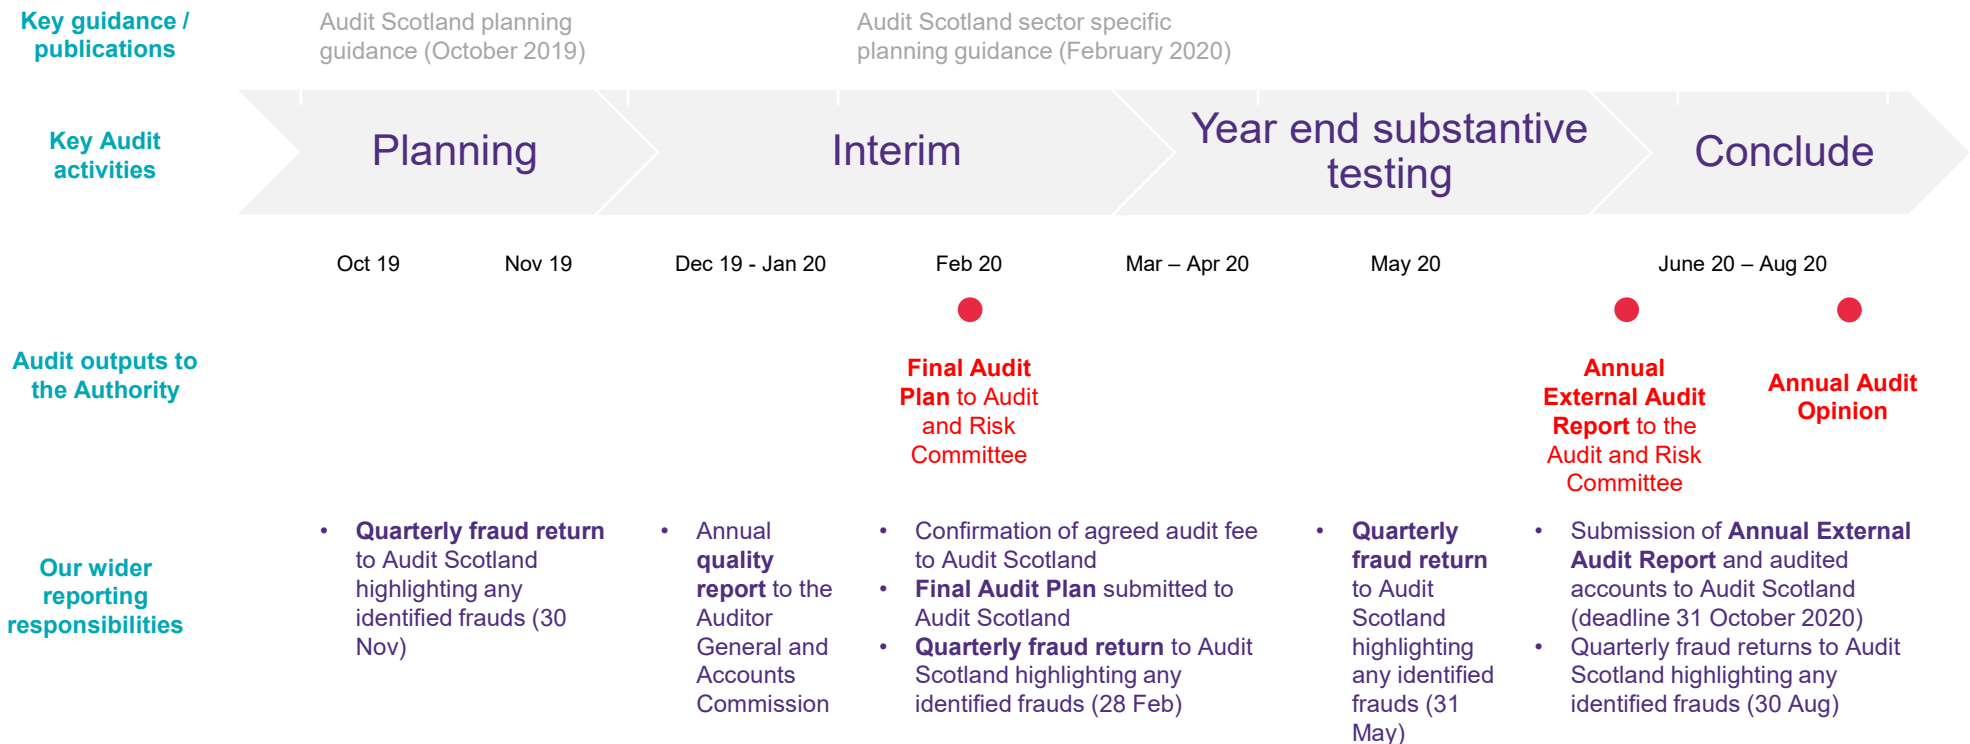 Key guidance /
publications
Audit Scotland planning
guidance (October 2019)
Audit Scotland sector specific
planning guidance (February 2020)
Key Audit
activities
Planning
Interim
Year end substantive
testing
Conclude
Oct 19
Nov 19
Dec 19 - Jan 20
Feb 20
Mar – Apr 20
May 20
June 20 – Aug 20
Audit outputs to
the Authority
Final Audit
Plan to Audit
and Risk
Committee
Annual
External Audit
Report to the
Audit and Risk
Committee
Annual Audit
Opinion
Our wider
reporting
responsibilities
• Quarterly fraud return
to Audit Scotland
highlighting any
identified frauds (30
Nov)
• Annual
quality
report to the
Auditor
General and
Accounts
Commission
• Confirmation of agreed audit fee
to Audit Scotland
• Final Audit Plan submitted to
Audit Scotland
• Quarterly fraud return to Audit
Scotland highlighting any
identified frauds (28 Feb)
• Quarterly
fraud return
to Audit
Scotland
highlighting
any identified
frauds (31
May)
• Submission of Annual External
Audit Report and audited
accounts to Audit Scotland
(deadline 31 October 2020)
• Quarterly fraud returns to Audit
Scotland highlighting any
identified frauds (30 Aug)